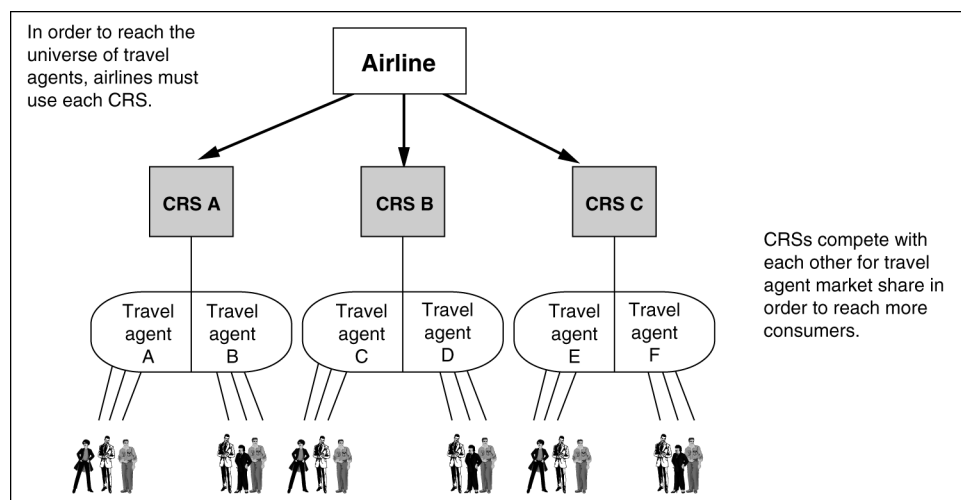 In order to reach the
universe of travel
agents, airlines must
use each CRS.
Airline
CRS A
CRS B
CRS C
CRSs compete with
each other for travel
agent market share in
order to reach more
consumers.
Travel
agent
A
Travel
agent
B
Travel
agent
C
Travel
agent
D
Travel
agent
E
Travel
agent
F